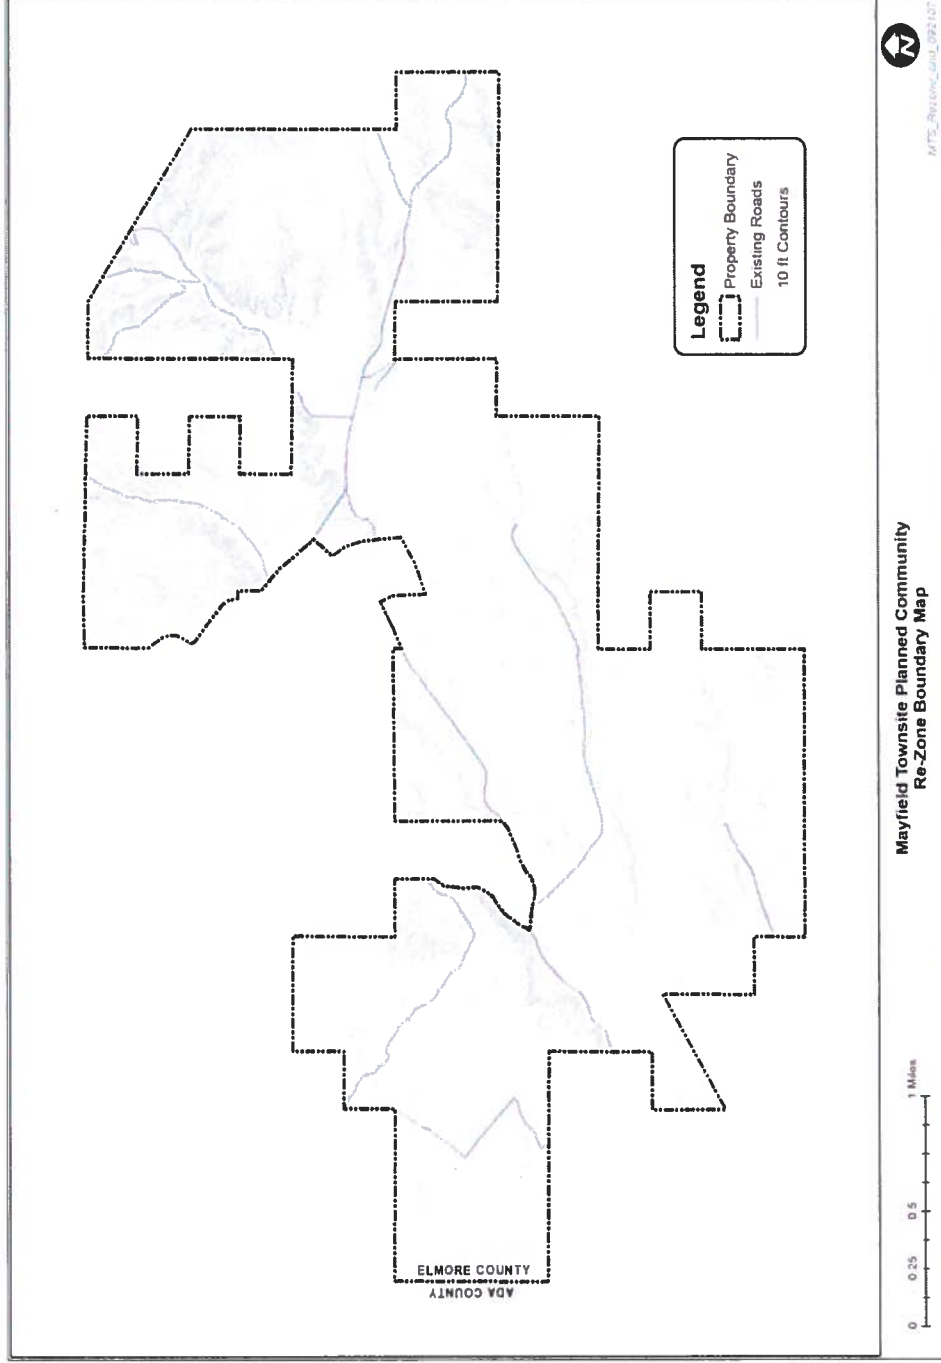 N
Legend
Property Boundary
Existing Roads
10 ft Contours
ELMORE COUNTY
ADA COUNTY
0 0.25 0.5 1 Miles
Mayfield Townsite Planned Community
Re-Zone Boundary Map